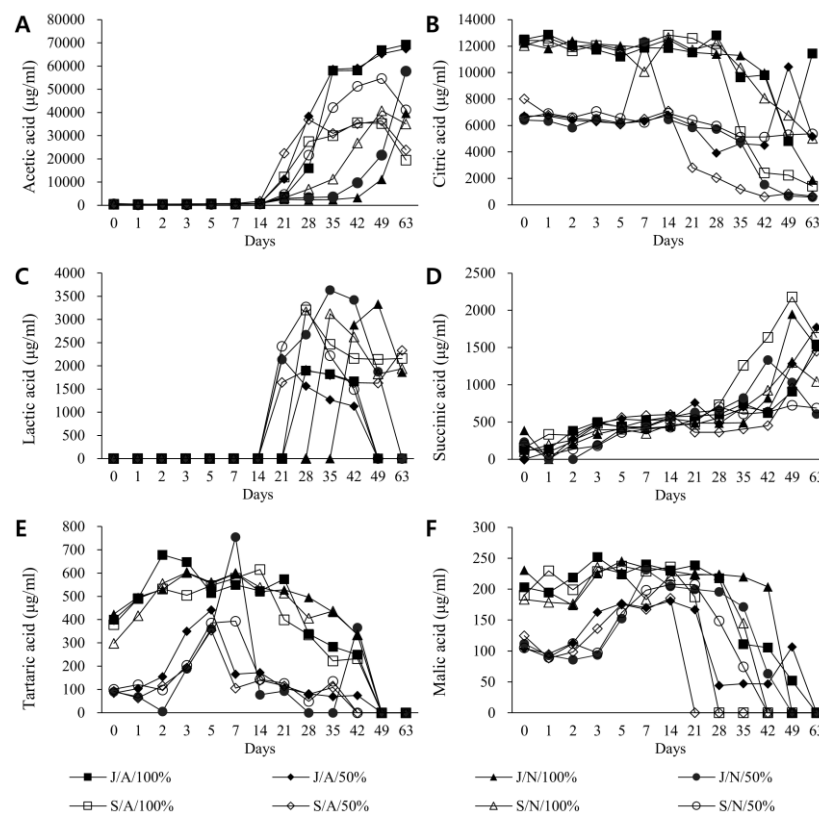 A
B
80000
70000
60000
50000
40000
30000
20000
10000
0
Acetic acid (μg/ml)
0 1 2 3 5 7 14 21 28 35 42 49 63
Days
14000
12000
10000
8000
6000
4000
2000
0
Citric acid (μg/ml)
0 1 2 3 5 7 14 21 28 35 42 49 63
Days
C
D
4000
3500
3000
2500
2000
1500
1000
500
0
Lactic acid (μg/ml)
0 1 2 3 5 7 14 21 28 35 42 49 63
Days
2500
2000
1500
1000
500
0
Succinic acid (μg/ml)
0 1 2 3 5 7 14 21 28 35 42 49 63
Days
E
F
800
700
600
500
400
300
200
100
0
Tartaric acid (μg/ml)
0 1 2 3 5 7 14 21 28 35 42 49 63
Days
300
250
200
150
100
50
0
Malic acid (μg/ml)
0 1 2 3 5 7 14 21 28 35 42 49 63
Days
J/A/100% J/A/50% J/N/100% J/N/50%
S/A/100% S/A/50% S/N/100% S/N/50%